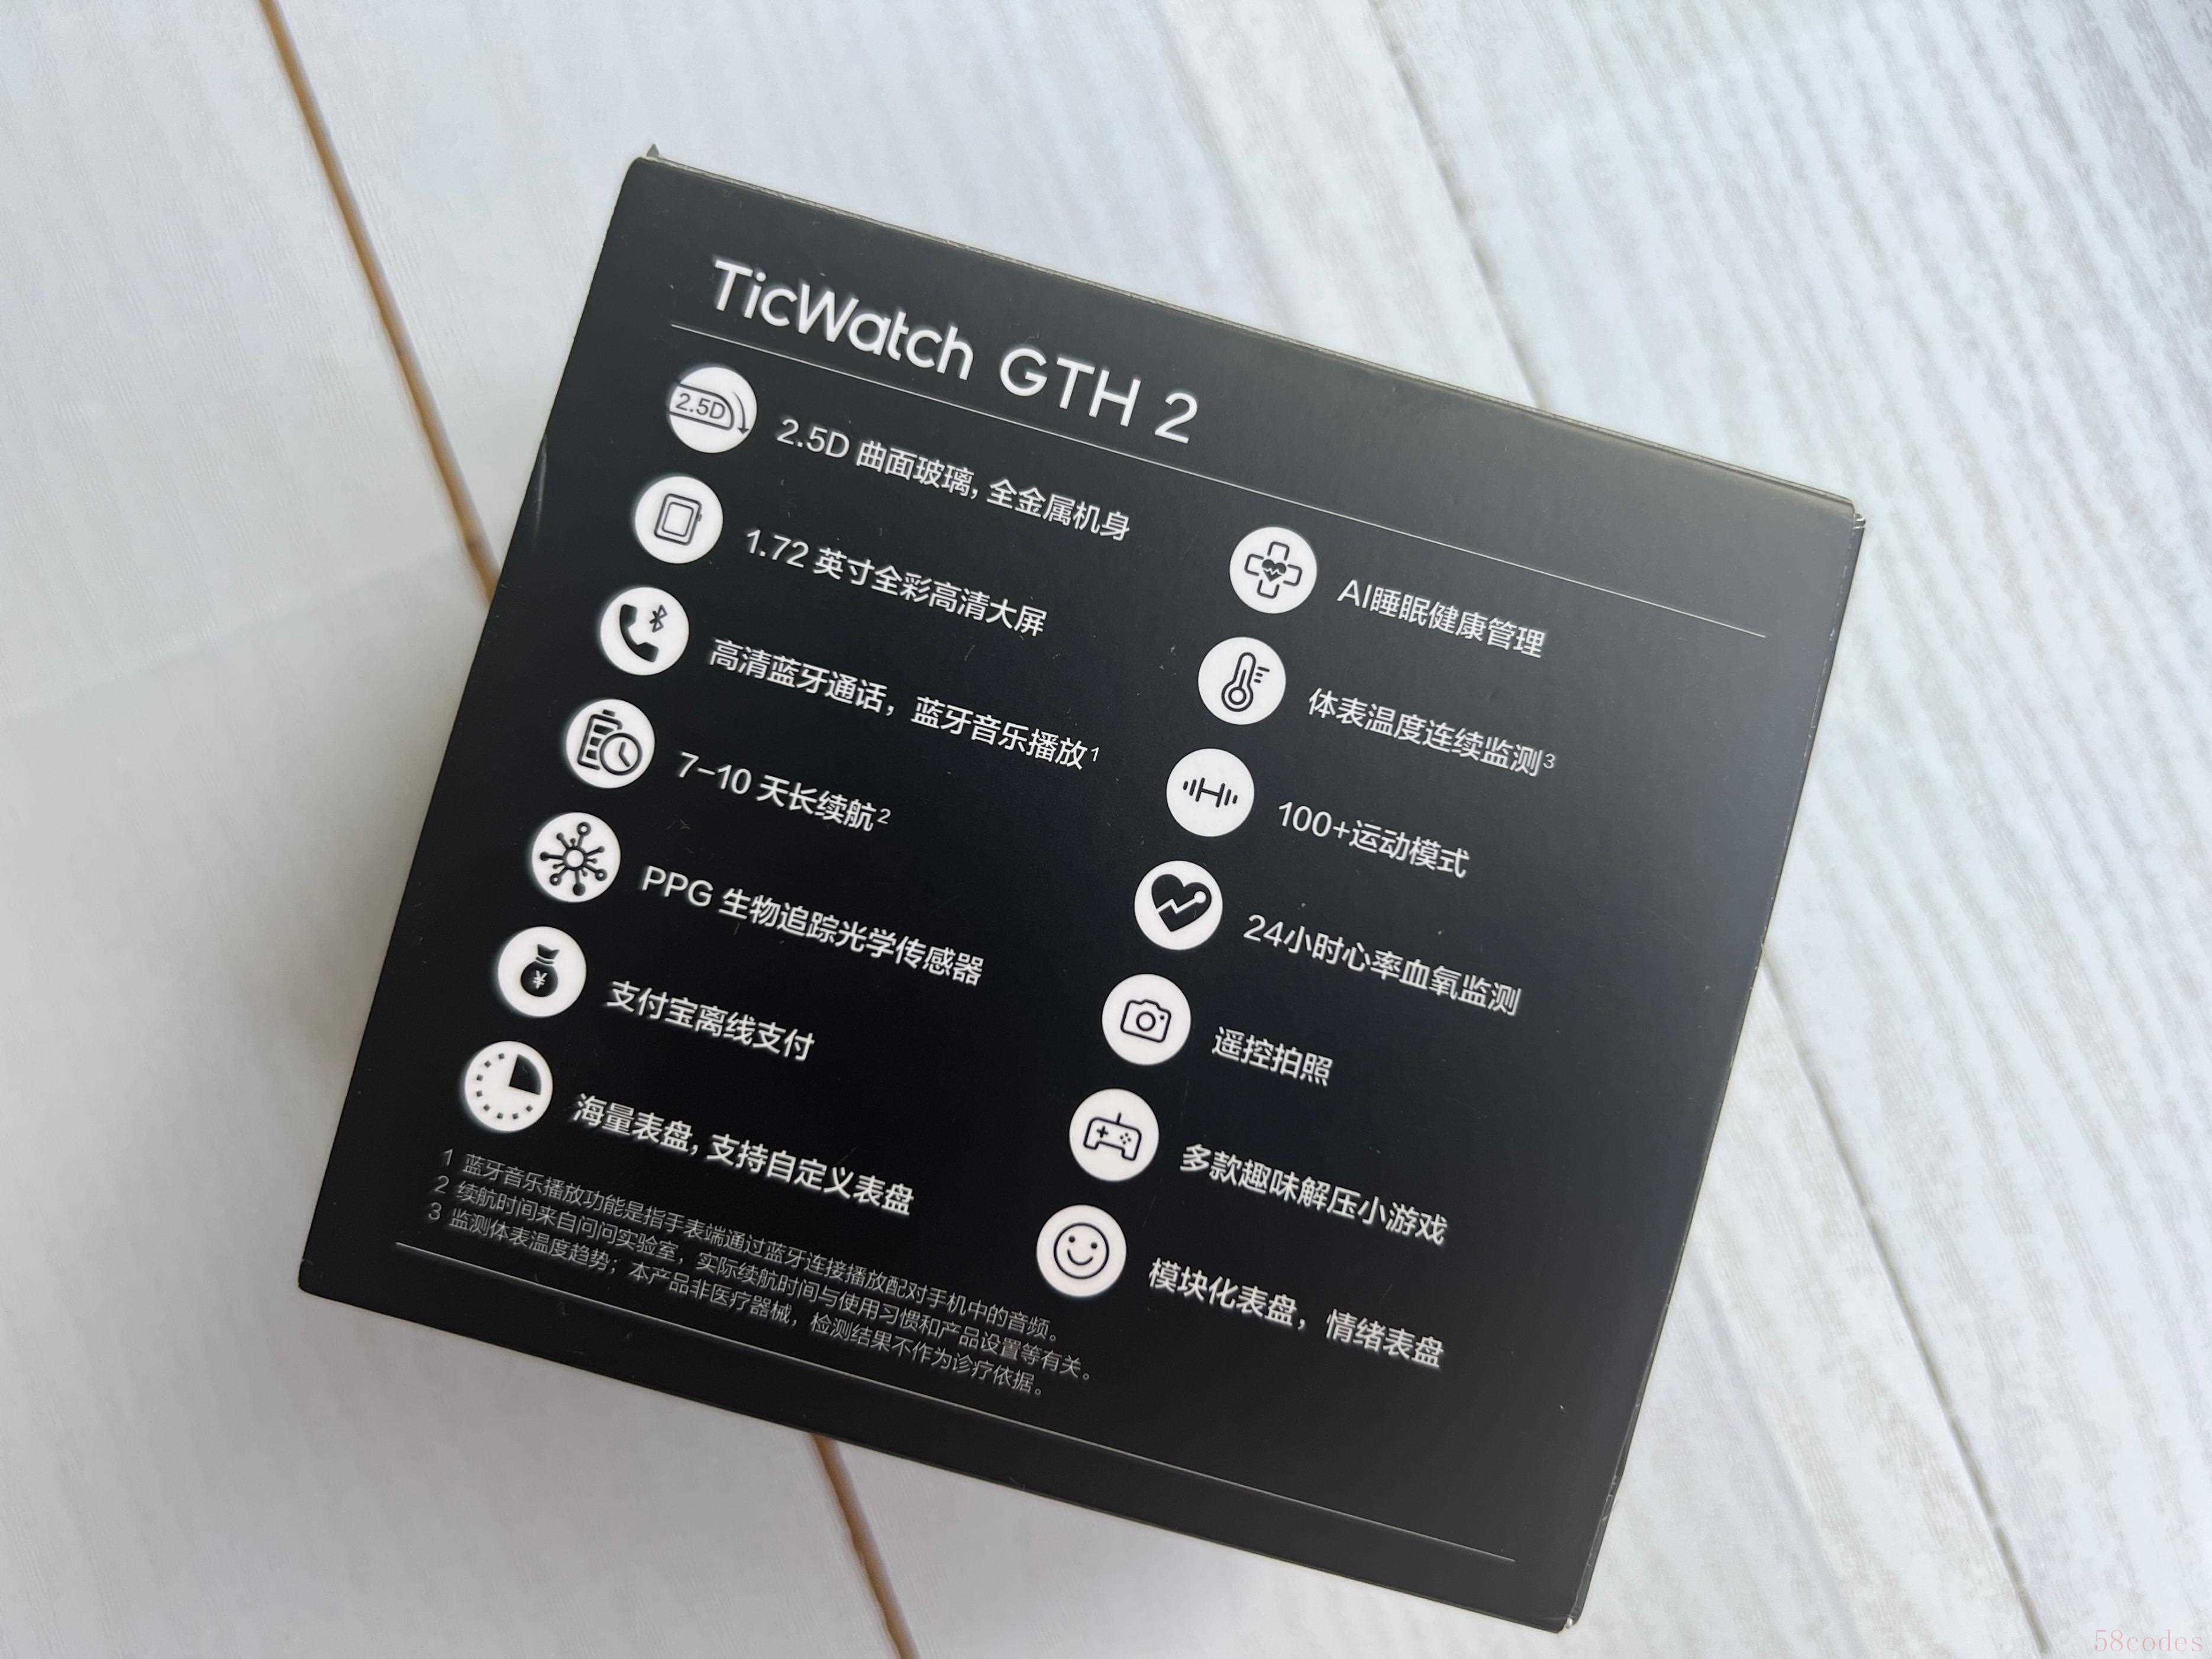 TicWatch GTH 2
2.5D
2.5D 曲面玻璃, 全金属机身
1.72 英寸全彩高清大屏
高清蓝牙通话，蓝牙音乐播放1
7-10 天长续航2
PPG 生物追踪光学传感器
¥
支付宝离线支付
海量表盘, 支持自定义表盘
AI睡眠健康管理
体表温度连续监测3
100+运动模式
24小时心率血氧监测
遥控拍照
多款趣味解压小游戏
模块化表盘，情绪表盘
1 蓝牙音乐播放功能是指手表端通过蓝牙连接播放配对手机中的音频。
2 续航时间来自问问实验室，实际续航时间与使用习惯和产品设置等有关。
3 监测体表温度趋势；本产品非医疗器械，检测结果不作为诊疗依据。
58codes